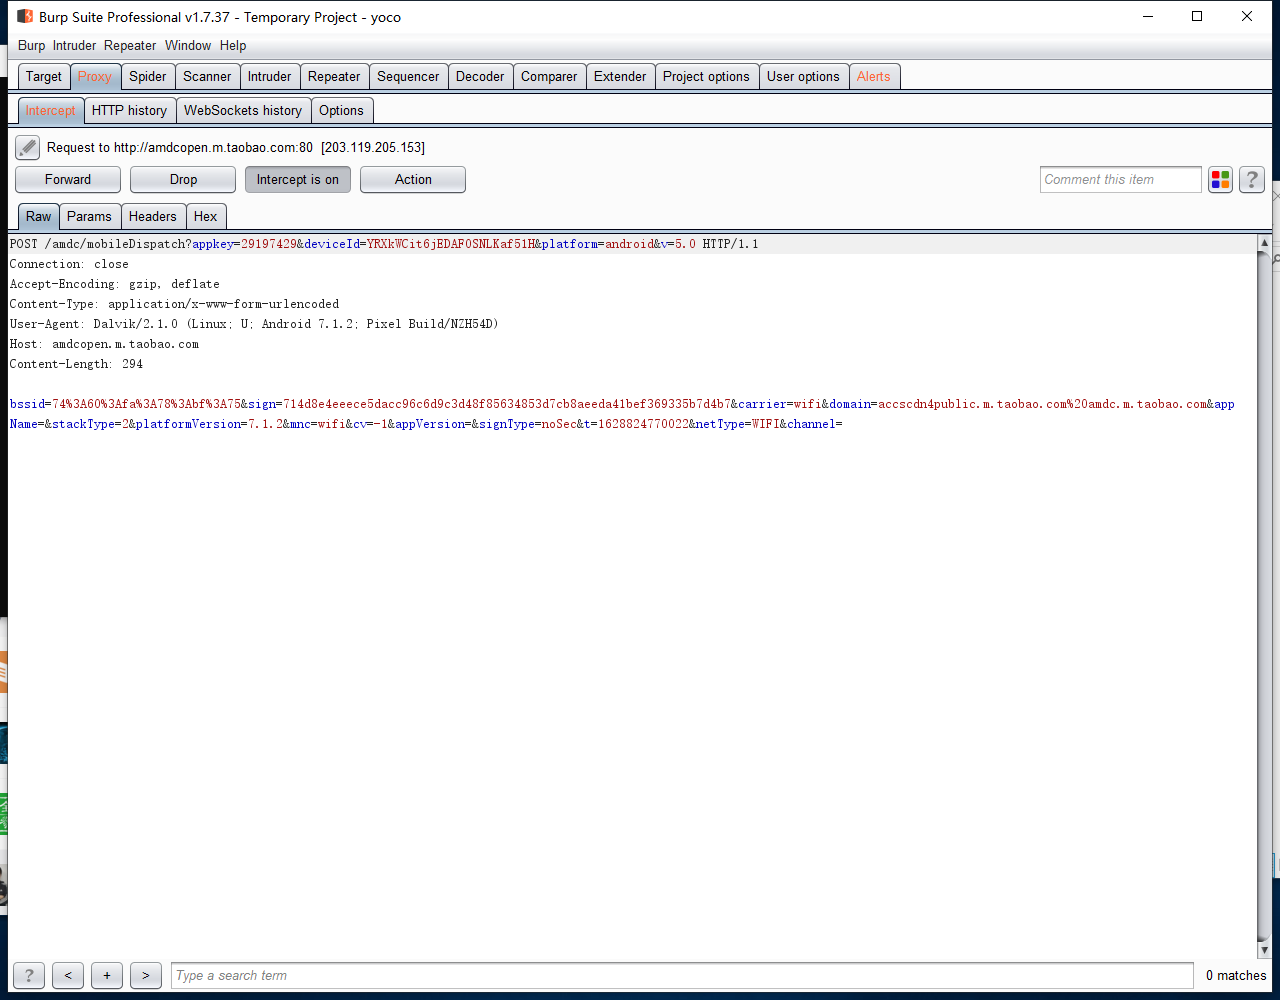 Burp Suite Professional v1.7.37 - Temporary Project - yoco
Burp Intruder Repeater Window Help
Target Proxy Spider Scanner Intruder Repeater Sequencer Decoder Comparer Extender Project options User options Alerts
Intercept HTTP history WebSockets history Options
Request to http://amdcopen.m.taobao.com:80 [203.119.205.153]
Forward Drop Intercept is on Action Comment this item ?
Raw Params Headers Hex
POST /amdc/mobileDispatch?appkey=29197429&deviceId=YRXkWCit6jEDAF0SNLKaf51H&platform=android&v=5.0 HTTP/1.1
Connection: close
Accept-Encoding: gzip, deflate
Content-Type: application/x-www-form-urlencoded
User-Agent: Dalvik/2.1.0 (Linux; U; Android 7.1.2; Pixel Build/NZH54D)
Host: amdcopen.m.taobao.com
Content-Length: 294
bssid=74%3A60%3Afa%3A78%3Abf%3A75&sign=714d8e4eeece5dacc96c6d9c3d48f85634853d7cb8aeeda41bef369335b7d4b7&carrier=wifi&domain=accscdn4public.m.taobao.com%20amdc.m.taobao.com&app
Name=&stackType=2&platformVersion=7.1.2&mnc=wifi&cv=-1&appVersion=&signType=noSec&t=1628824770022&netType=WIFI&channel=
? < + > Type a search term 0 matches